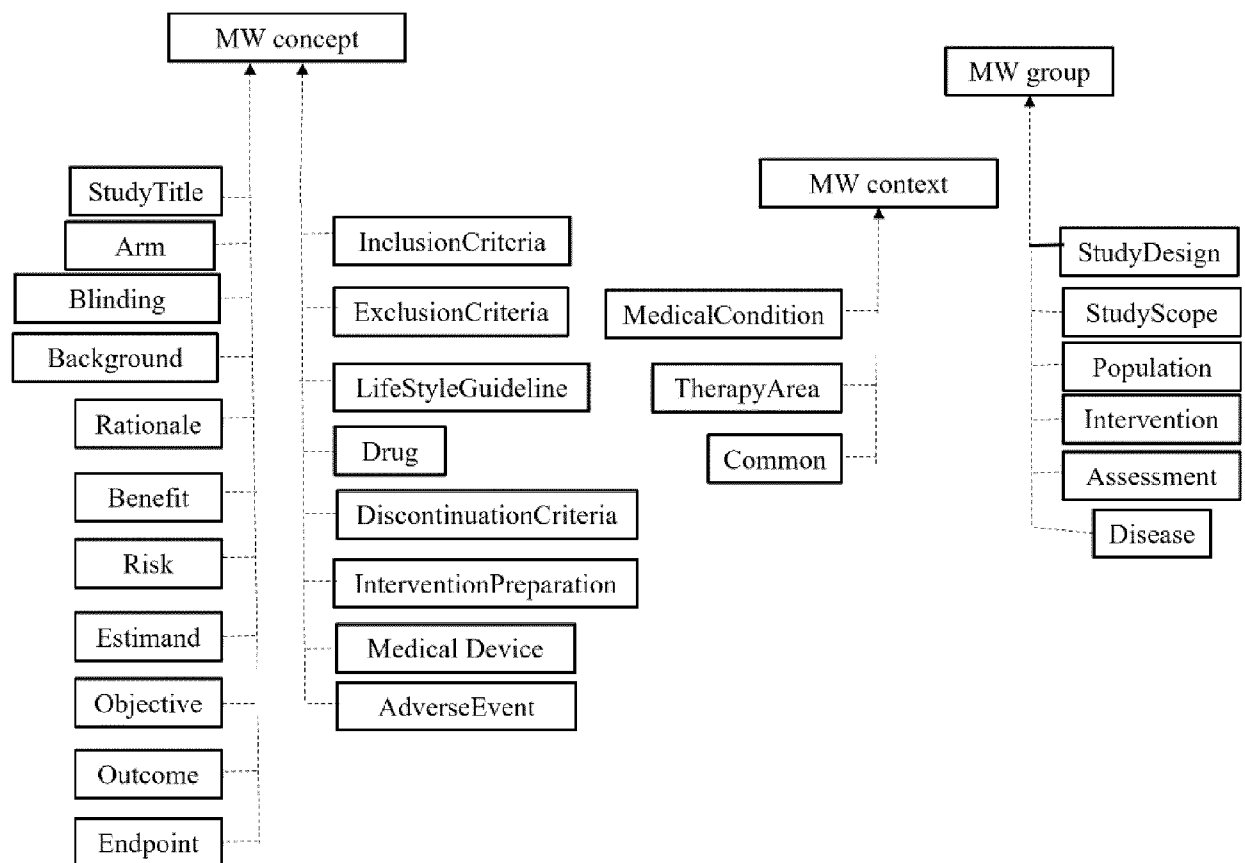 MW concept
StudyTitle
Arm
Blinding
Background
Rationale
Benefit
Risk
Estimand
Objective
Outcome
Endpoint
InclusionCriteria
ExclusionCriteria
LifeStyleGuideline
Drug
DiscontinuationCriteria
InterventionPreparation
Medical Device
AdverseEvent
MW context
MedicalCondition
TherapyArea
Common
MW group
StudyDesign
StudyScope
Population
Intervention
Assessment
Disease